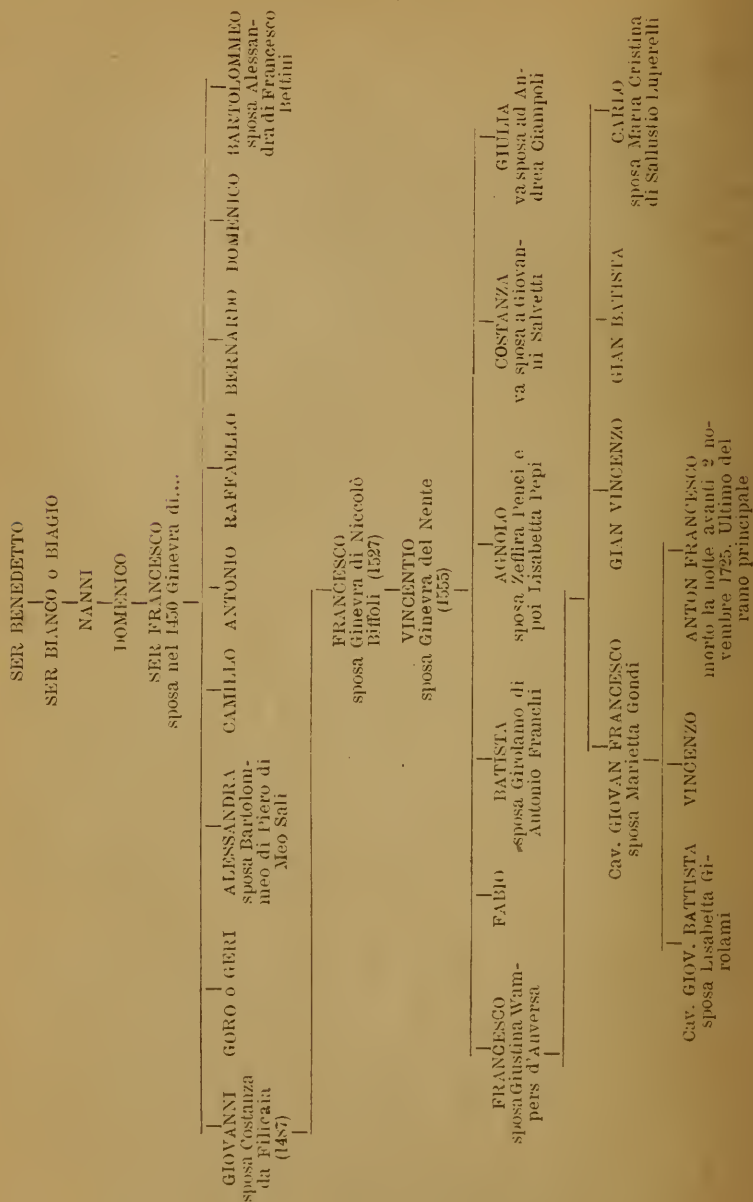 SER BENEDETTO
SER BIANCO o BIAGIO
NANNI
DOMENICO
SER FRANCESCO
sposa nel 1450 Ginevra di....
GIOVANNI
sposa Costanza
da Filicaia
(1487)
GORO o GERI
ALESSANDRA
sposa Bartolom-
meo di Piero di
Meo Sali
CAMILLO
ANTONIO
RAFFAELLO
BERNARDO
DOMENICO
BARTOLOMMEO
sposa Alessan-
dra di Francesco
Bettini
FRANCESCO
sposa Ginevra di Niccolò
Biffoli (1527)
VINCENTIO
sposa Ginevra del Nente
(1555)
FRANCESCO
sposa Giustina Wam-
pers d'Anversa
FABIO
BATISTA
sposa Girolamo di
Antonio Franchi
AGNOLO
sposa Zeffira Penci e
poi Lisabetta Pepi
COSTANZA
va sposa a Giovan-
ni Salvetti
GIULIA
va sposa ad An-
drea Ciampoli
Cav. GIOVAN FRANCESCO
sposa Marietta Gondi
GIAN VINCENZO
GIAN BATISTA
CARLO
sposa Maria Cristina
di Sallustio Luperelli
Cav. GIOV. BATTISTA
sposa Lisabetta Gi-
rolami
VINCENZO
ANTON FRANCESCO
morto la notte avanti 2 no-
vembre 1725. Ultimo del
ramo principale